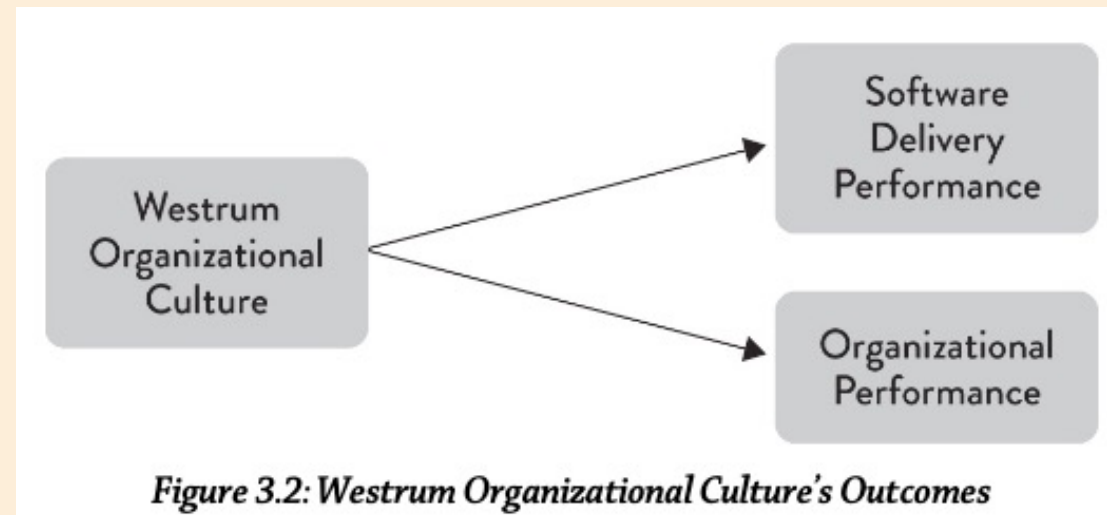 Westrum
Organizational
Culture
Software
Delivery
Performance
Organizational
Performance
Figure 3.2: Westrum Organizational Culture's Outcomes